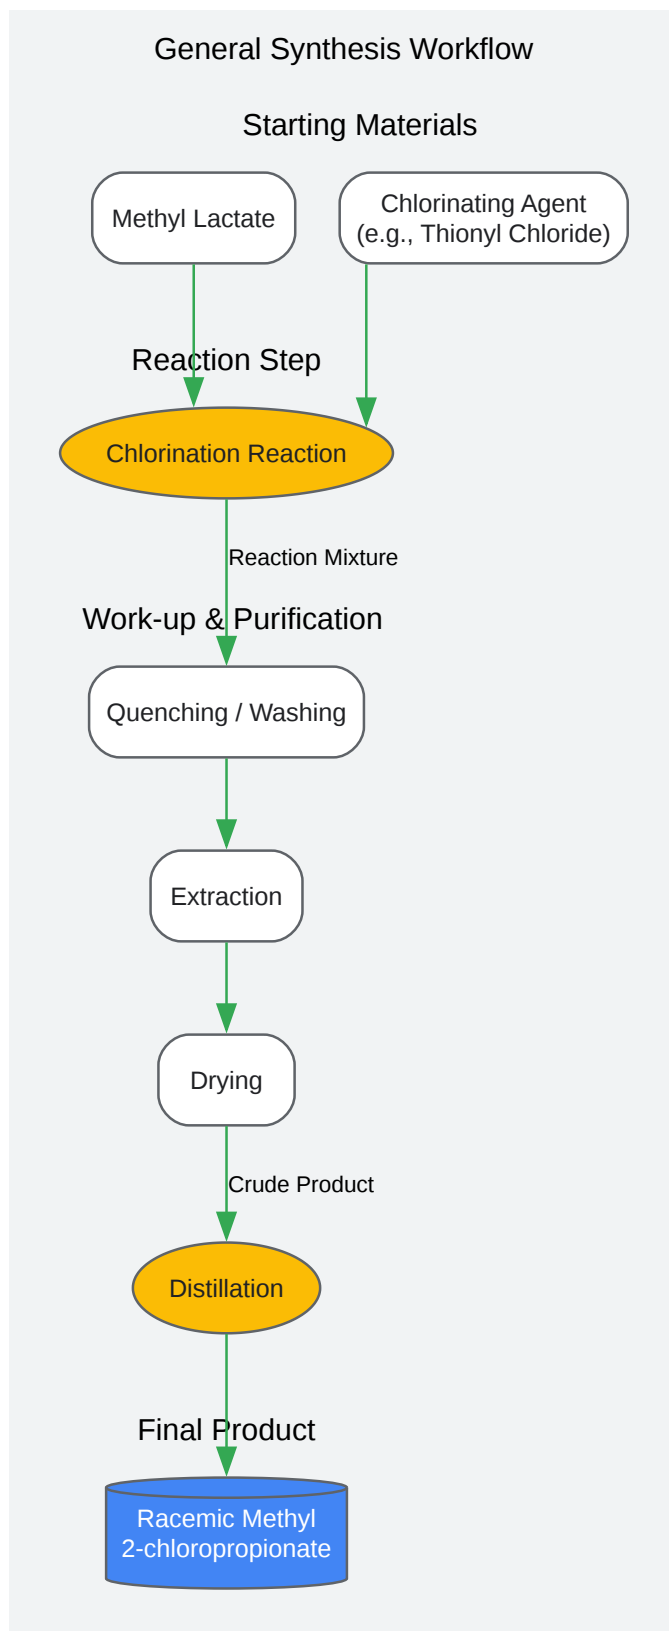 General Synthesis Workflow
Starting Materials
Methyl Lactate
Chlorinating Agent
(e.g., Thionyl Chloride)
Reaction Step
Chlorination Reaction
Reaction Mixture
Work-up & Purification
Quenching / Washing
Extraction
Drying
Crude Product
Distillation
Final Product
Racemic Methyl
2-chloropropionate